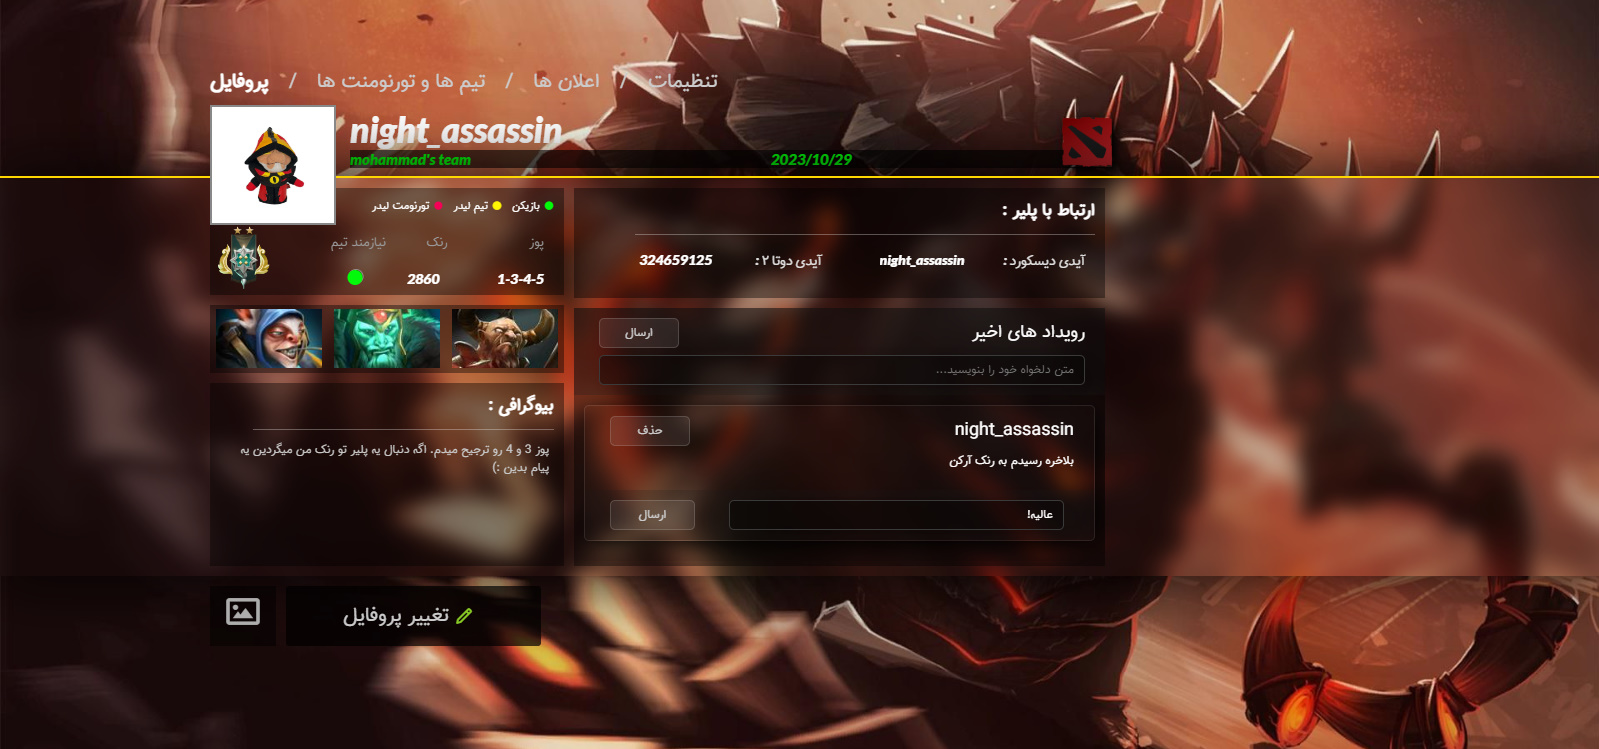 پروفایل / تیم ها و تورنومنت ها / اعلان ها / تنظیمات
night_assassin
mohammad's team 2023/10/29
بازیکن تیم لیدر تورنومت لیدر
پوز رنک نیازمند تیم
1-3-4-5 2860
بیوگرافی :
پوز 3 و 4 رو ترجیح میدم. اگه دنبال یه پلیر تو رنک من میگردین یه
پیام بدین :)
ارتباط با پلیر :
آیدی دیسکورد : night_assassin آیدی دوتا ۲ : 324659125
رویداد های اخیر
ارسال
متن دلخواه خود را بنویسید...
night_assassin
حذف
بلاخره رسیدم به رنک آرکن
عالیه!
ارسال
تغییر پروفایل